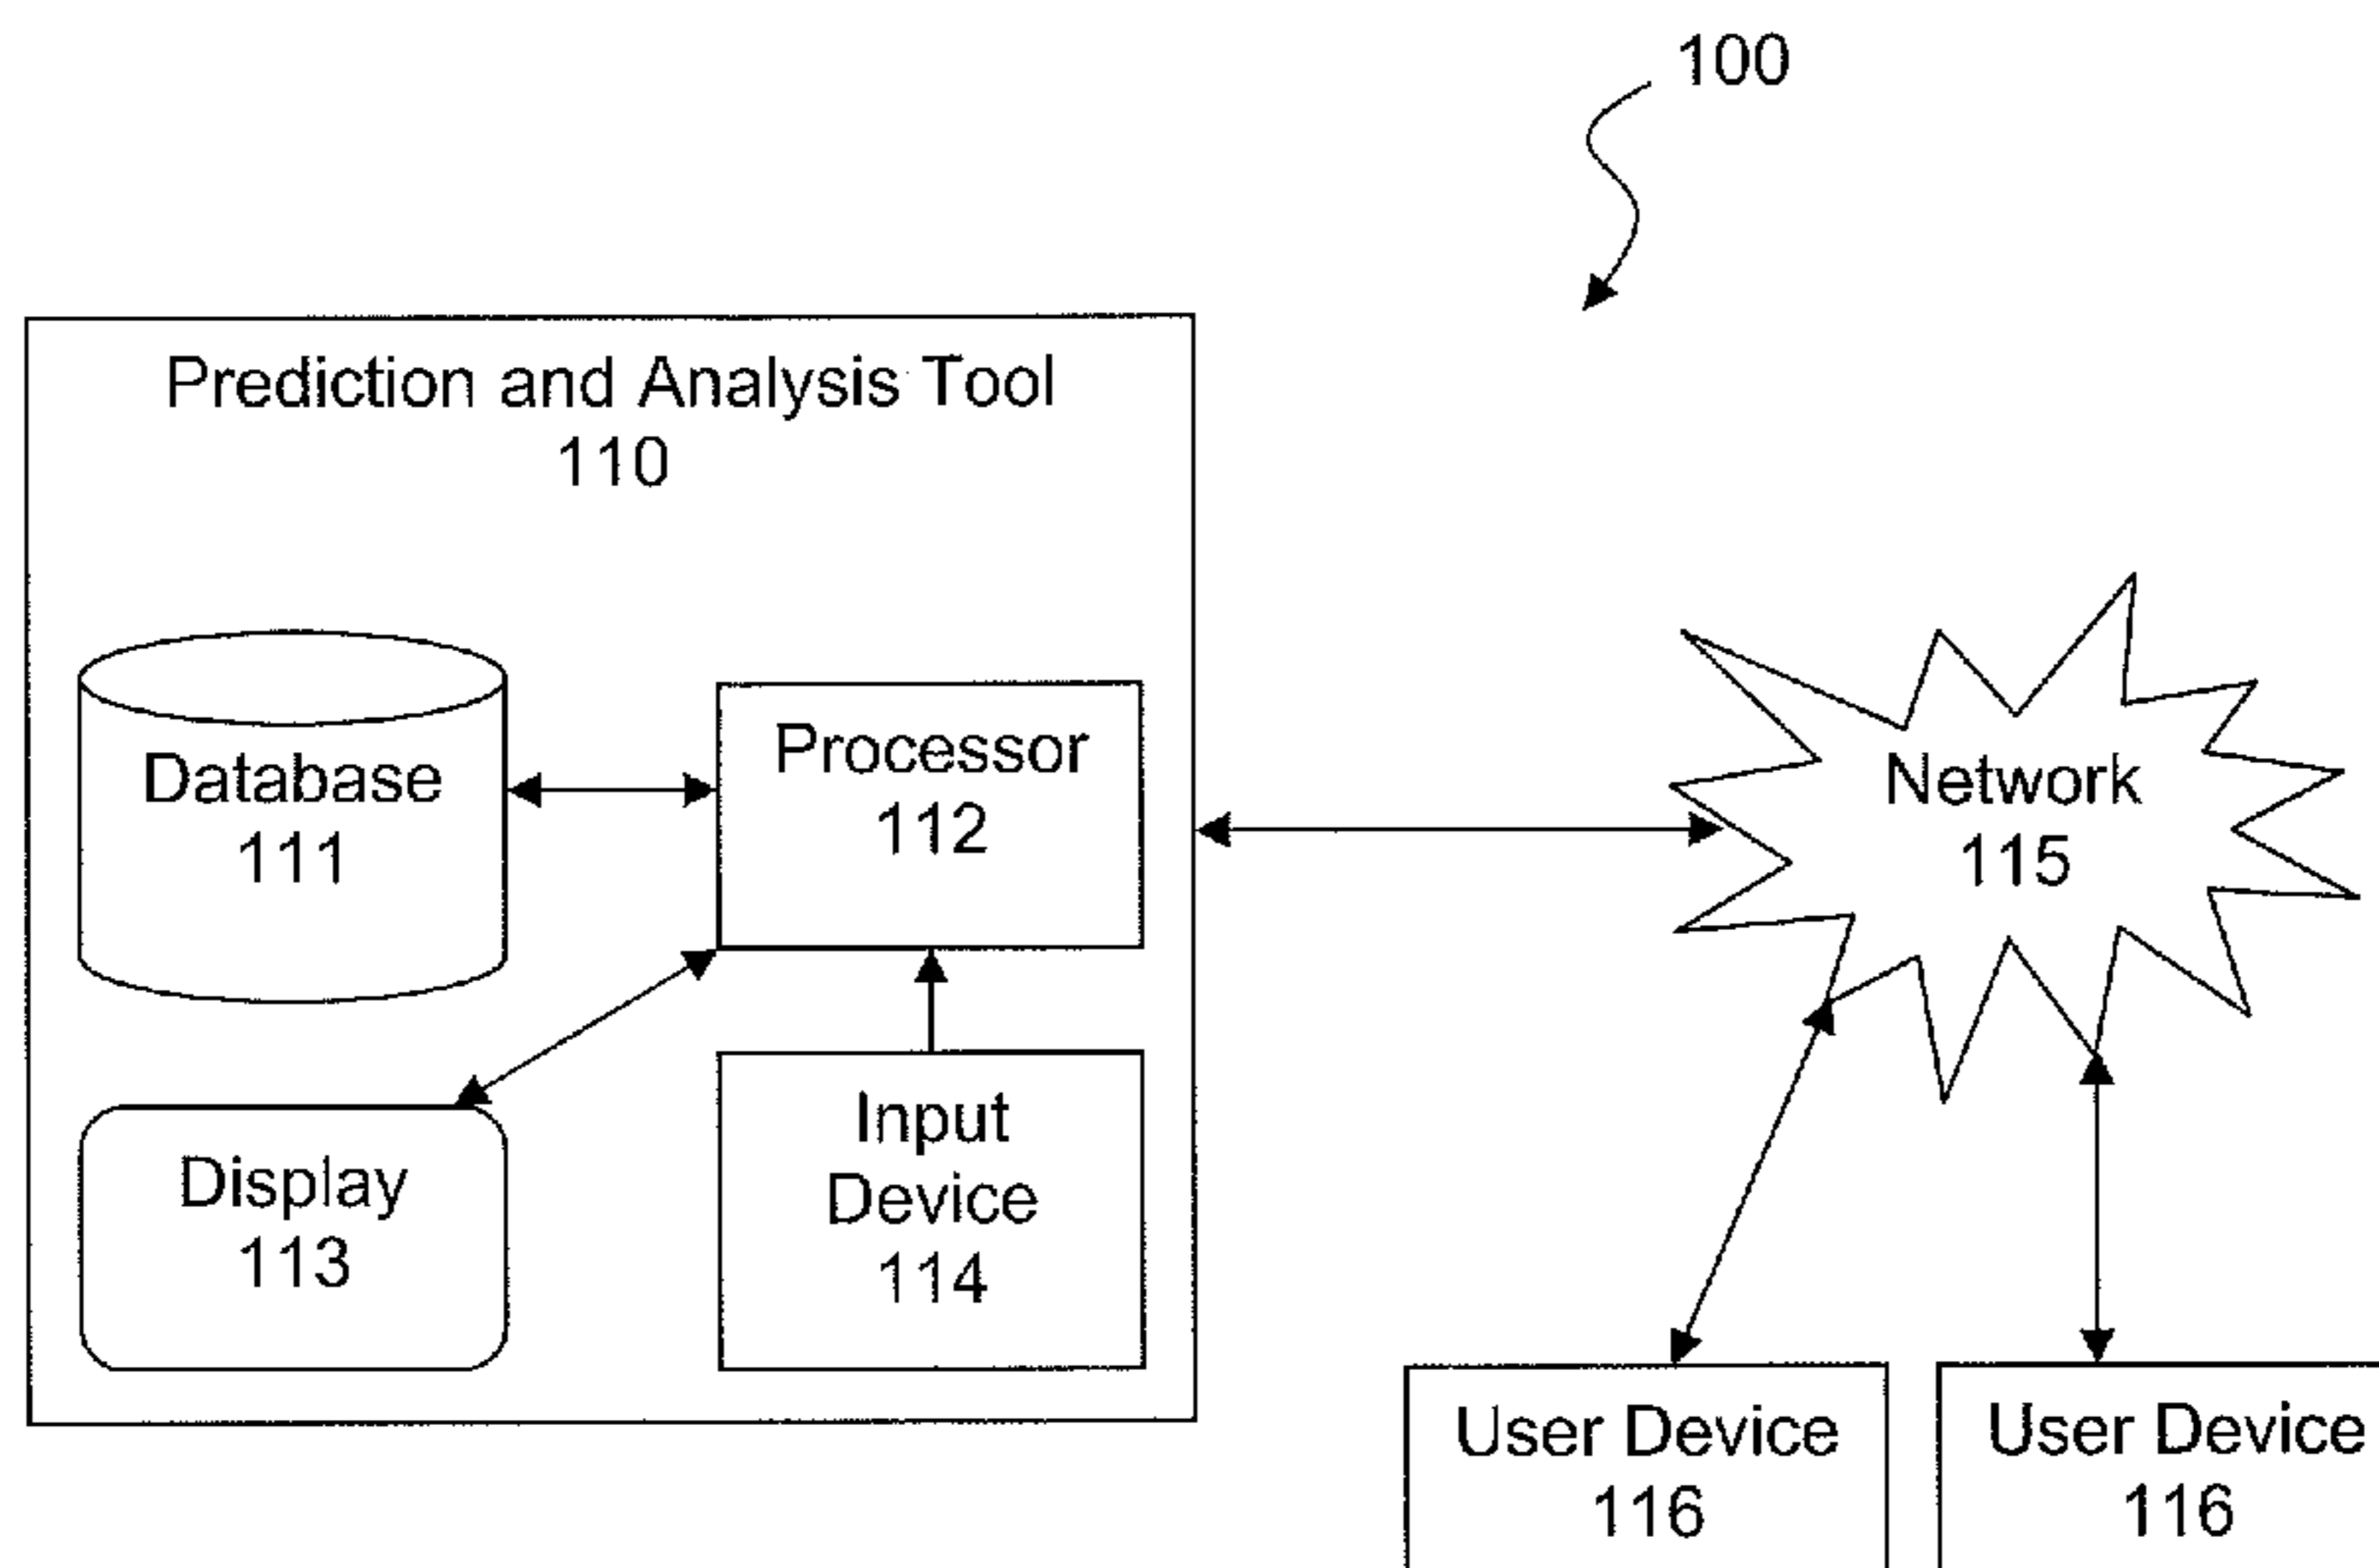 100
Prediction and Analysis Tool
110
Database
111
Processor
112
Network
115
Display
113
Input
Device
114
User Device
116
User Device
116